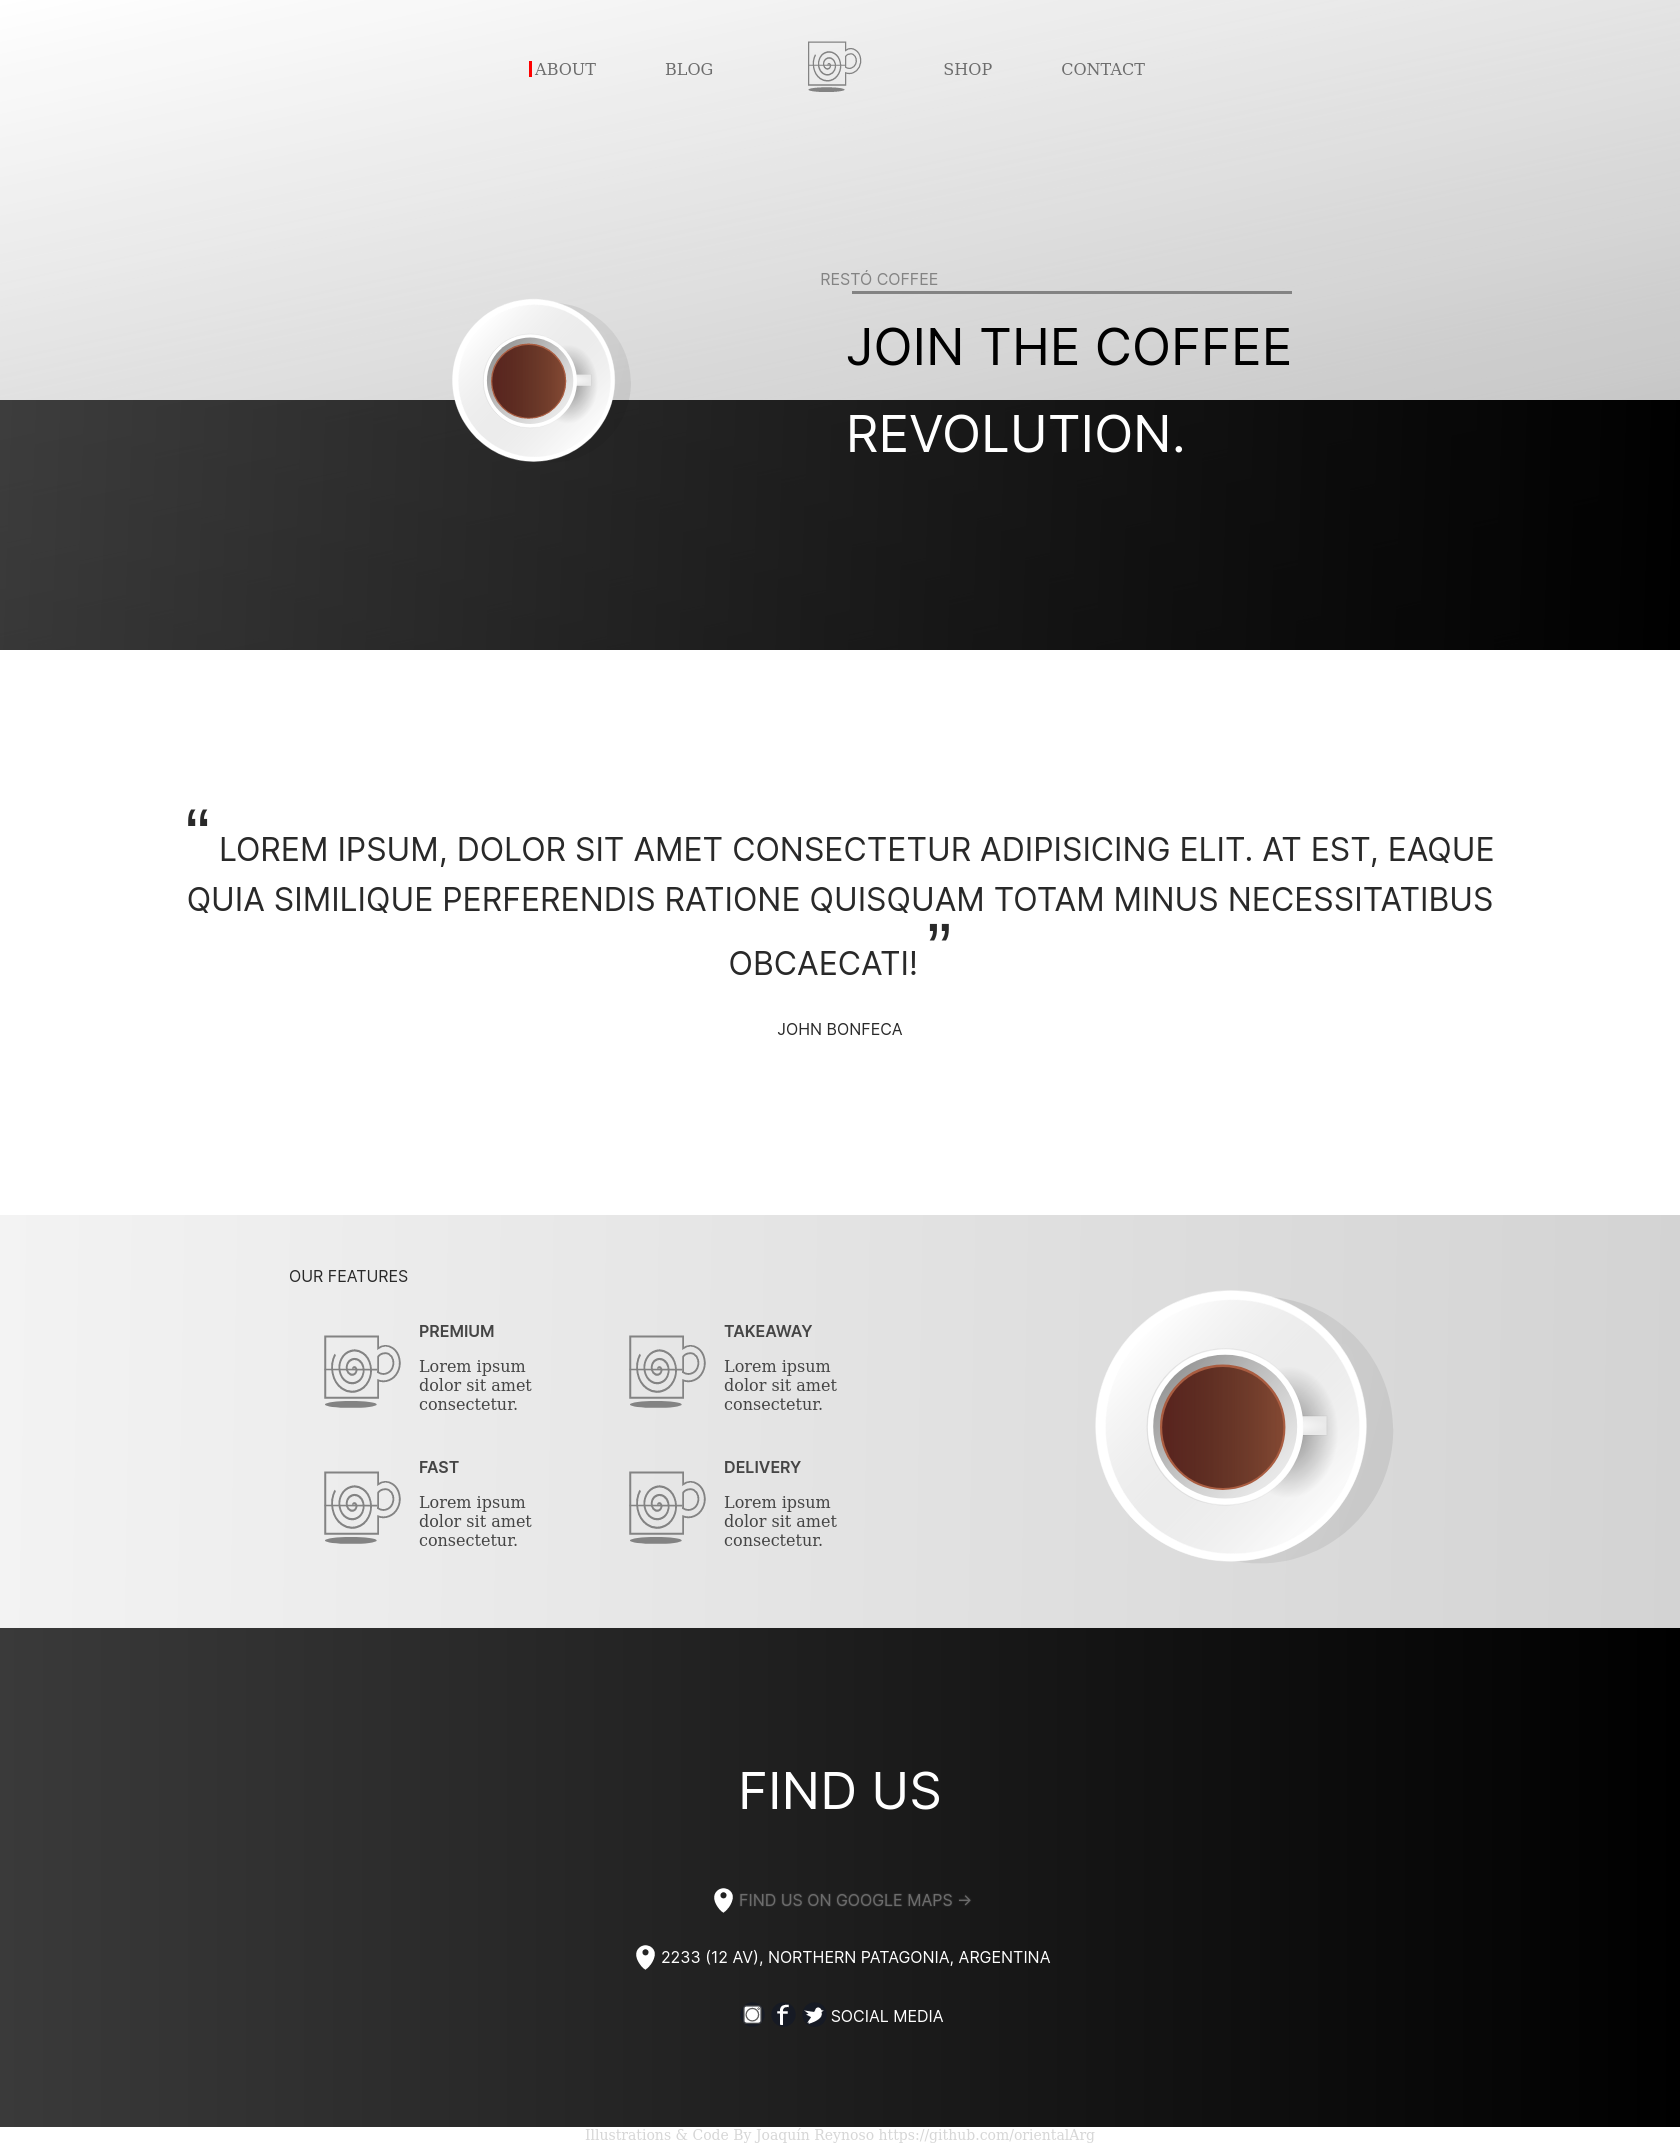 ABOUT BLOG SHOP CONTACT
RESTÓ COFFEE
JOIN THE COFFEE
REVOLUTION.
“ LOREM IPSUM, DOLOR SIT AMET CONSECTETUR ADIPISICING ELIT. AT EST, EAQUE
QUIA SIMILIQUE PERFERENDIS RATIONE QUISQUAM TOTAM MINUS NECESSITATIBUS
OBCAECATI! ”
JOHN BONFECA
OUR FEATURES
PREMIUM
Lorem ipsum
dolor sit amet
consectetur.
TAKEAWAY
Lorem ipsum
dolor sit amet
consectetur.
FAST
Lorem ipsum
dolor sit amet
consectetur.
DELIVERY
Lorem ipsum
dolor sit amet
consectetur.
FIND US
FIND US ON GOOGLE MAPS →
2233 (12 AV), NORTHERN PATAGONIA, ARGENTINA
SOCIAL MEDIA
Illustrations & Code By Joaquín Reynoso https://github.com/orientalArg